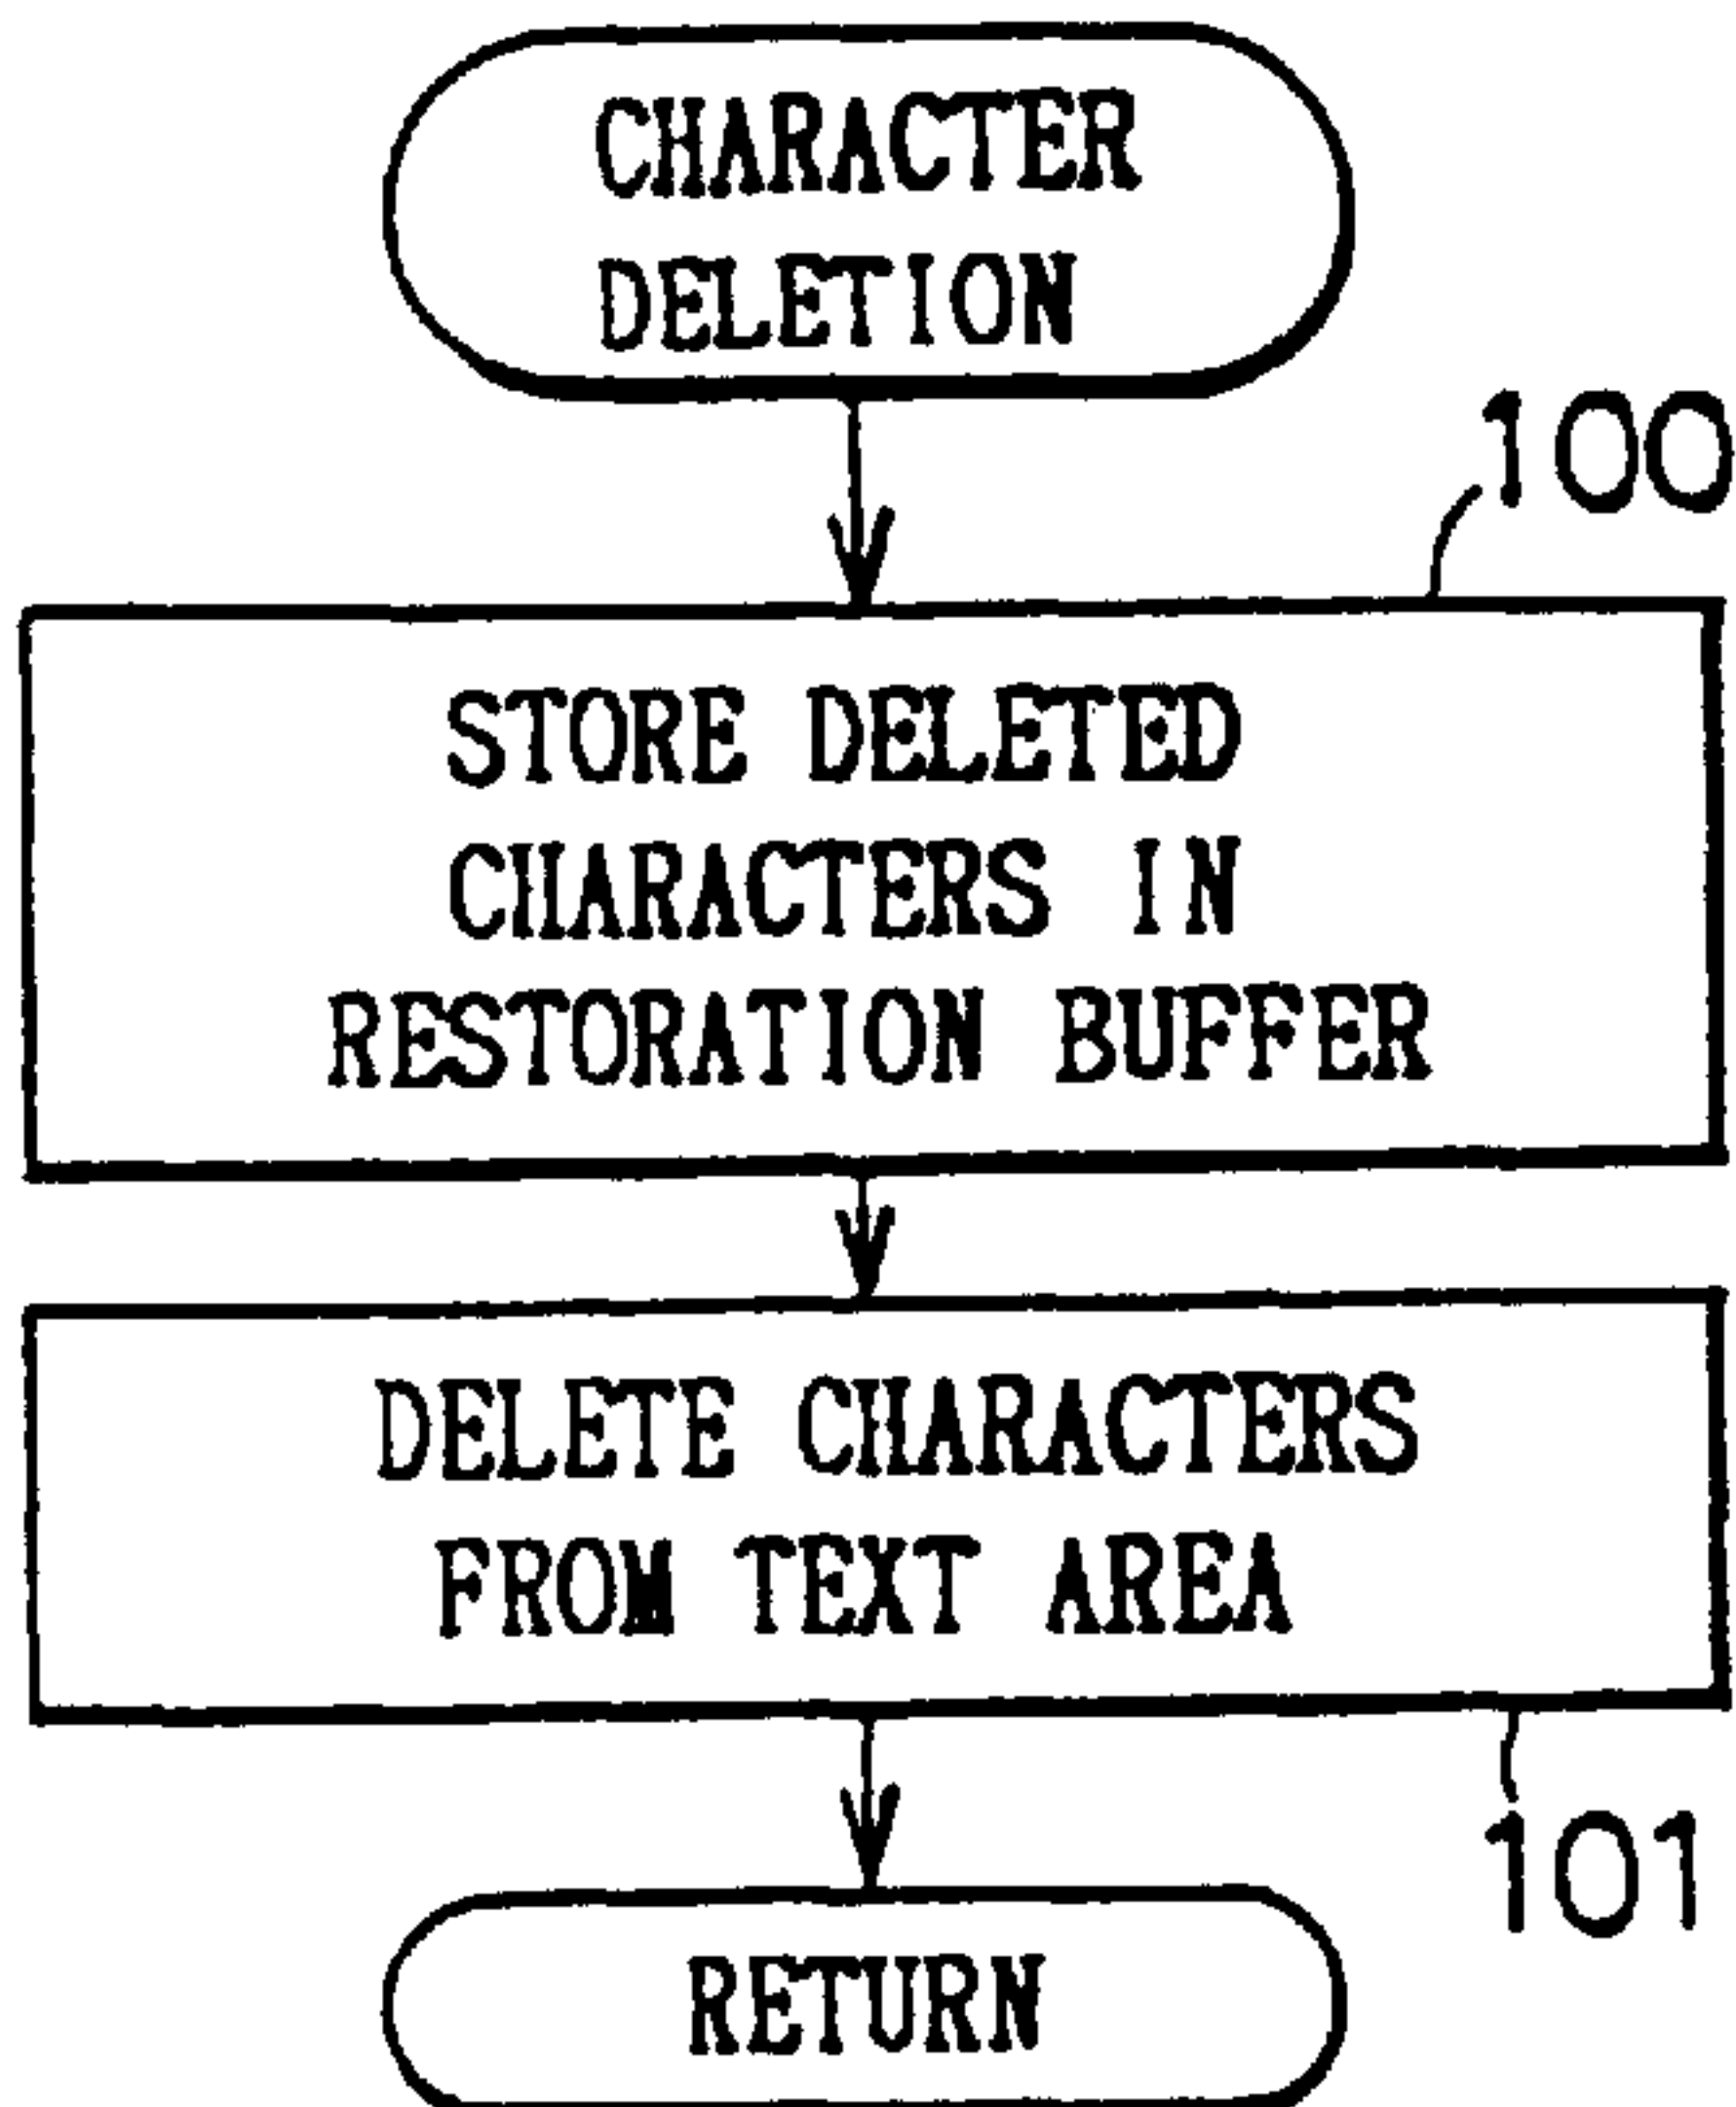 CHARACTER
DELETION
100
STORE DELETED
CHARACTERS IN
RESTORATION BUFFER
DELETE CHARACTERS
FROM TEXT AREA
101
RETURN